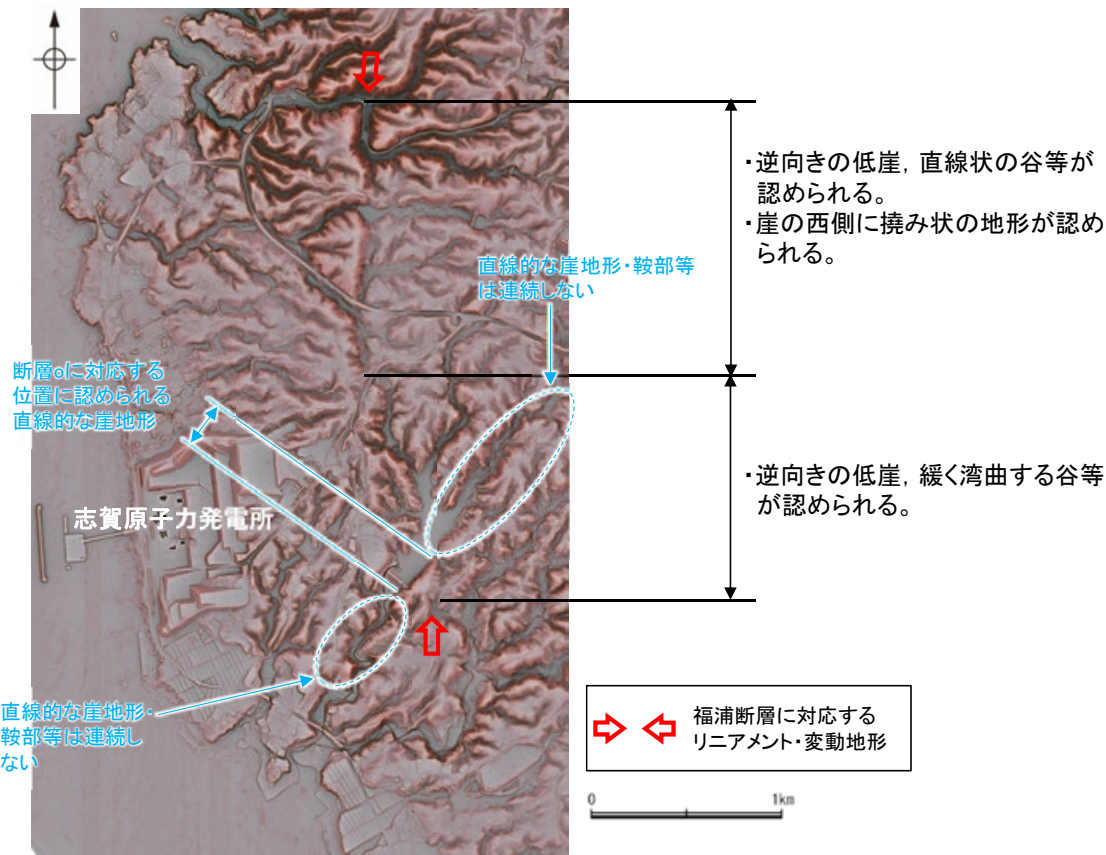 ・逆向きの低崖，直線状の谷等が
認められる。
・崖の西側に撓み状の地形が認め
られる。
直線的な崖地形・鞍部等
は連続しない
断層oに対応する
位置に認められる
直線的な崖地形
・逆向きの低崖，緩く湾曲する谷等
が認められる。
志賀原子力発電所
直線的な崖地形・
鞍部等は連続し
ない
福浦断層に対応する
リニアメント・変動地形
0 1km